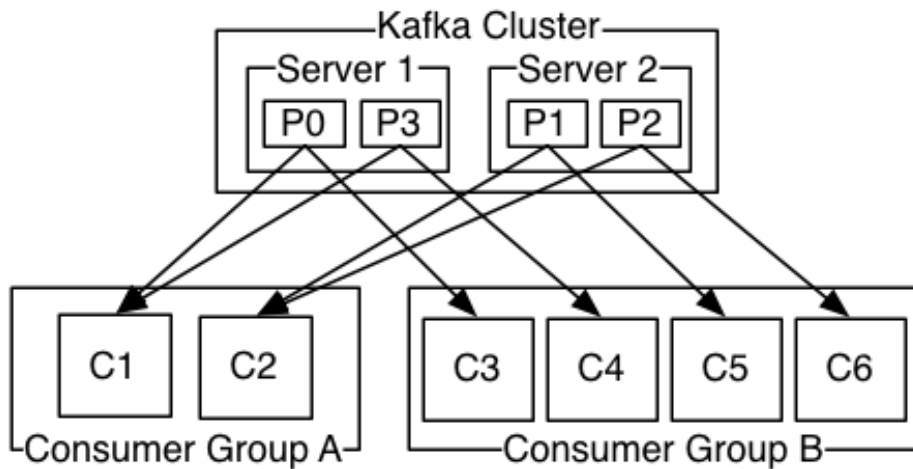 Kafka Cluster
Server 1 Server 2
P0 P3 P1 P2
C1 C2 C3 C4 C5 C6
Consumer Group A Consumer Group B